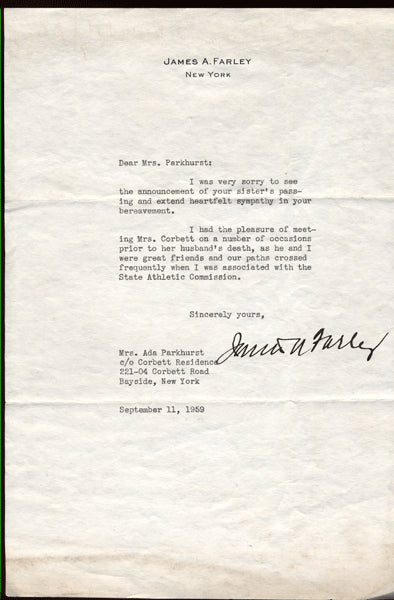 JAMES A. FARLEY
NEW YORK
Dear Mrs. Parkhurst:
I was very sorry to see
the announcement of your sister's pass-
ing and extend heartfelt sympathy in your
bereavement.
I had the pleasure of meet-
ing Mrs. Corbett on a number of occasions
prior to her husband's death, as he and I
were great friends and our paths crossed
frequently when I was associated with the
State Athletic Commission.
Sincerely yours,
James A Farley
Mrs. Ada Parkhurst
c/o Corbett Residence
221-04 Corbett Road
Bayside, New York
September 11, 1959